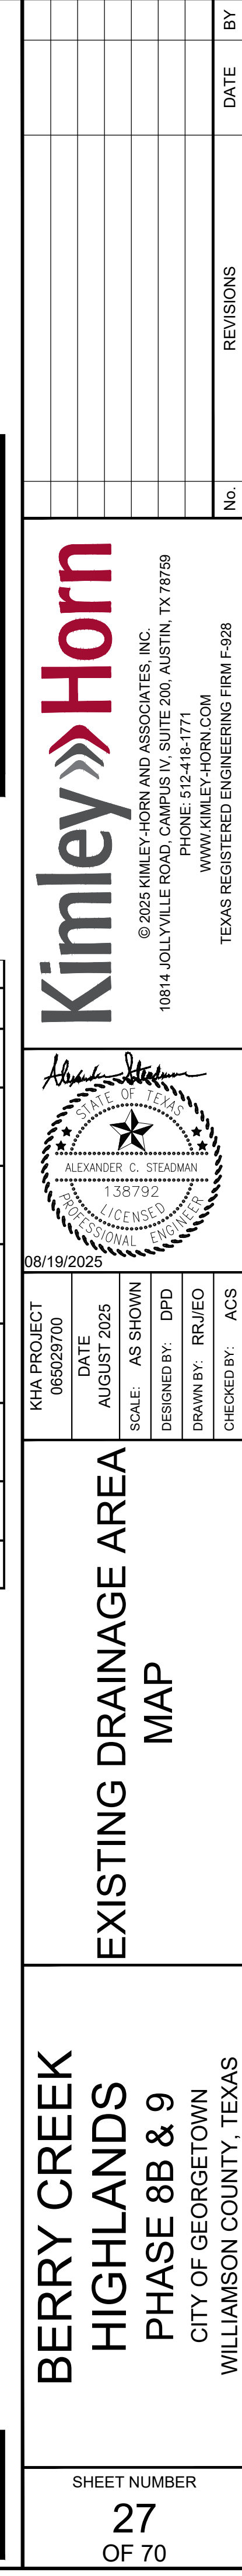 No. REVISIONS DATE BY
Kimley»Horn
© 2025 KIMLEY-HORN AND ASSOCIATES, INC.
10814 JOLLYVILLE ROAD, CAMPUS IV, SUITE 200, AUSTIN, TX 78759
PHONE: 512-418-1771
WWW.KIMLEY-HORN.COM
TEXAS REGISTERED ENGINEERING FIRM F-928
Alexander Steadman
STATE OF TEXAS
ALEXANDER C. STEADMAN
138792
LICENSED
PROFESSIONAL ENGINEER
08/19/2025
KHA PROJECT
065029700
DATE
AUGUST 2025
SCALE: AS SHOWN
DESIGNED BY: DPD
DRAWN BY: RRJ/EO
CHECKED BY: ACS
EXISTING DRAINAGE AREA
MAP
BERRY CREEK
HIGHLANDS
PHASE 8B & 9
CITY OF GEORGETOWN
WILLIAMSON COUNTY, TEXAS
SHEET NUMBER
27
OF 70